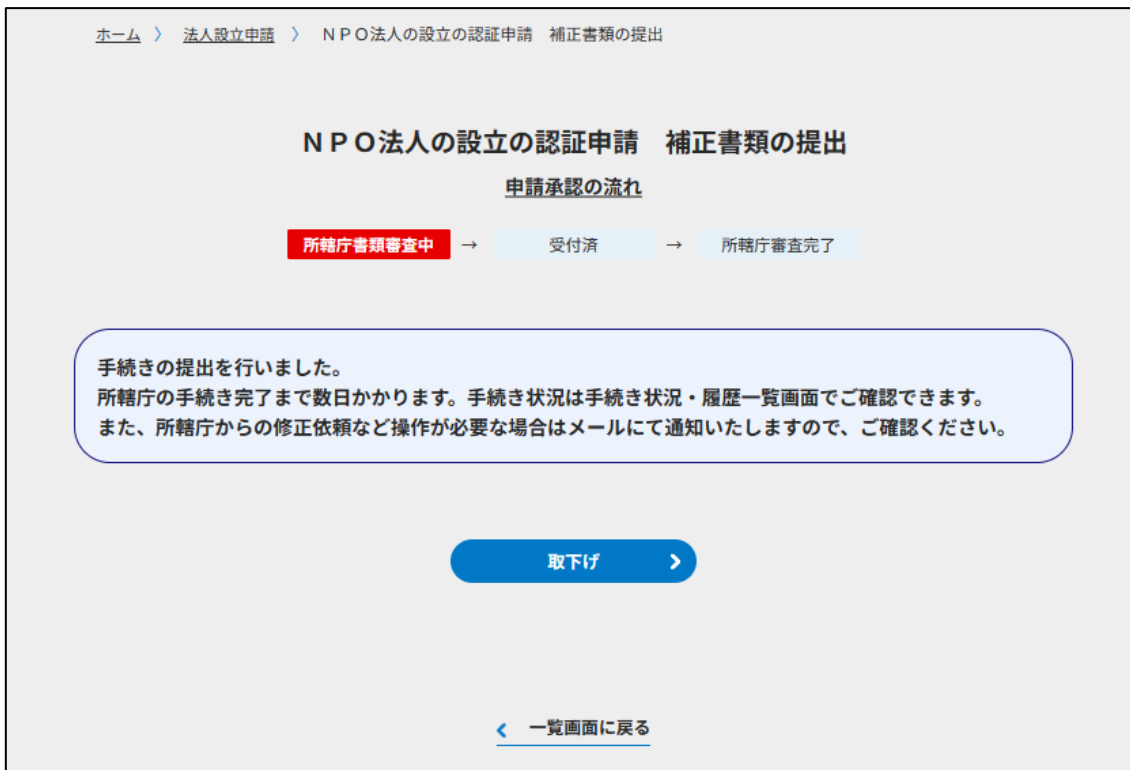 ホーム 〉 法人設立申請 〉 ＮＰＯ法人の設立の認証申請　補正書類の提出
ＮＰＯ法人の設立の認証申請　補正書類の提出
申請承認の流れ
所轄庁書類審査中 → 受付済 → 所轄庁審査完了
手続きの提出を行いました。
所轄庁の手続き完了まで数日かかります。手続き状況は手続き状況・履歴一覧画面でご確認できます。
また、所轄庁からの修正依頼など操作が必要な場合はメールにて通知いたしますので、ご確認ください。
取下げ
一覧画面に戻る